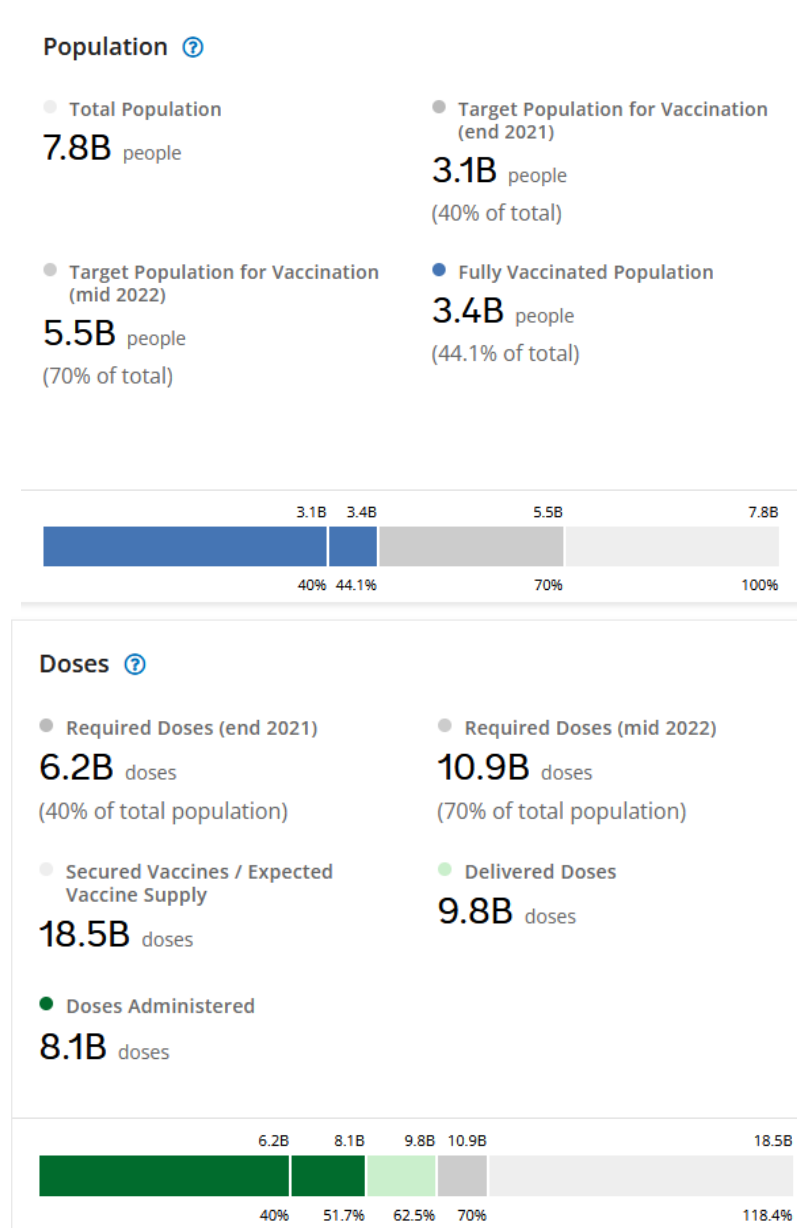 Population ?
Total Population
7.8B people
Target Population for Vaccination
(end 2021)
3.1B people
(40% of total)
Target Population for Vaccination
(mid 2022)
5.5B people
(70% of total)
Fully Vaccinated Population
3.4B people
(44.1% of total)
3.1B 3.4B 5.5B 7.8B
40% 44.1% 70% 100%
Doses ?
Required Doses (end 2021)
6.2B doses
(40% of total population)
Required Doses (mid 2022)
10.9B doses
(70% of total population)
Secured Vaccines / Expected
Vaccine Supply
18.5B doses
Delivered Doses
9.8B doses
Doses Administered
8.1B doses
6.2B 8.1B 9.8B 10.9B 18.5B
40% 51.7% 62.5% 70% 118.4%